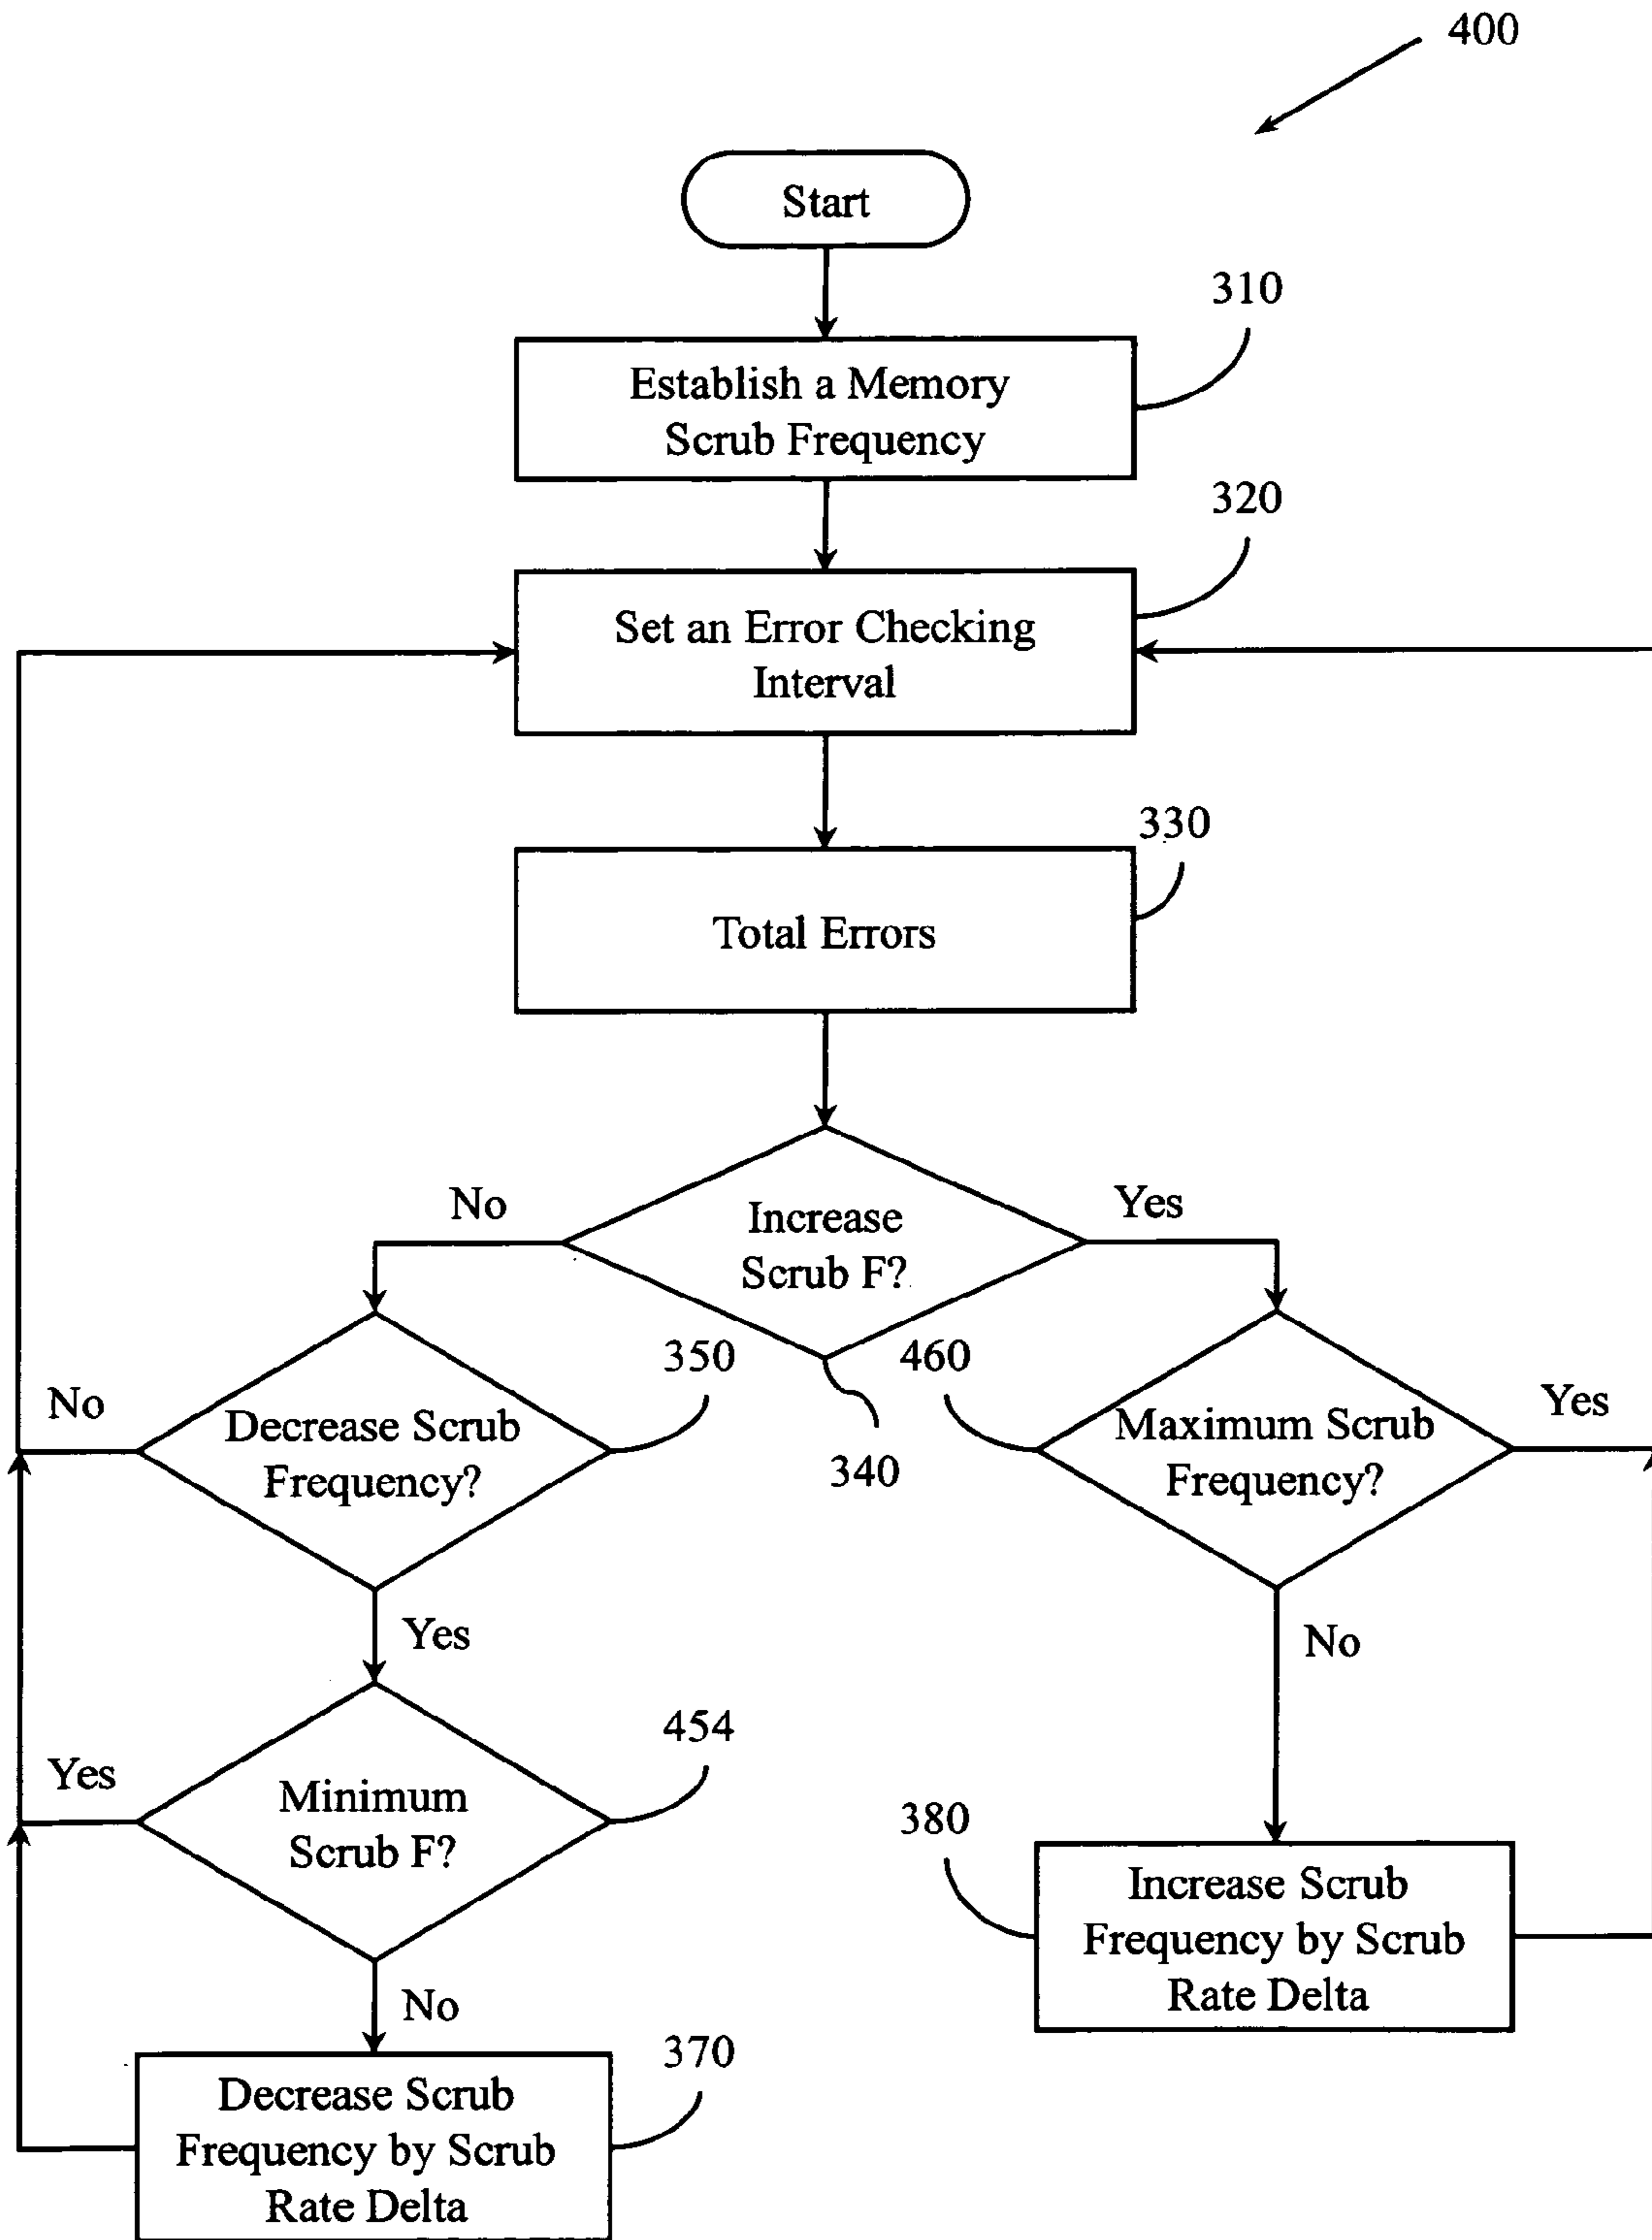 400
Start
310
Establish a Memory
Scrub Frequency
320
Set an Error Checking
Interval
330
Total Errors
No
Yes
Increase
Scrub F?
340
350
No
Decrease Scrub
Frequency?
Yes
460
Maximum Scrub
Frequency?
Yes
No
454
Yes
Minimum
Scrub F?
No
380
Increase Scrub
Frequency by Scrub
Rate Delta
370
Decrease Scrub
Frequency by Scrub
Rate Delta